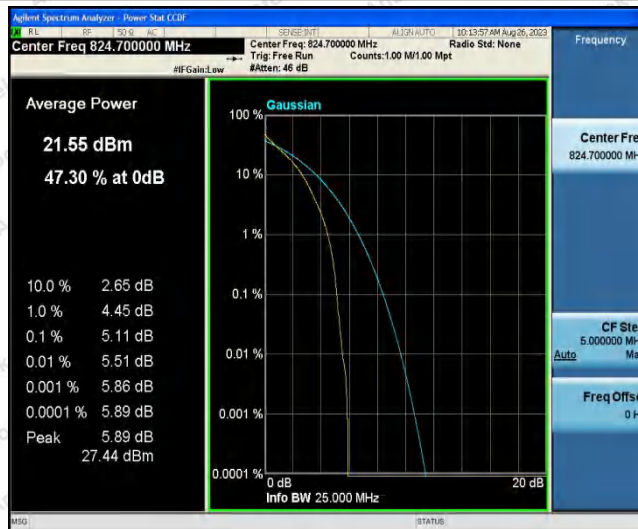 Agilent Spectrum Analyzer - Power Stat CCDF
RL RF 50 Ω AC SENSE:INT ALIGN AUTO 10:13:57 AM Aug 26, 2023
Center Freq 824.700000 MHz
Center Freq: 824.700000 MHz Radio Std: None
Trig: Free Run Counts:1.00 M/1.00 Mpt
#IFGain:Low #Atten: 46 dB
Frequency
Average Power
21.55 dBm
47.30 % at 0dB
10.0 % 2.65 dB
1.0 % 4.45 dB
0.1 % 5.11 dB
0.01 % 5.51 dB
0.001 % 5.86 dB
0.0001 % 5.89 dB
Peak 5.89 dB
27.44 dBm
Gaussian
100 %
10 %
1 %
0.1 %
0.01 %
0.001 %
0.0001 %
0 dB 20 dB
Info BW 25.000 MHz
Center Fre
824.700000 MH
CF Ste
5.000000 MH
Auto Ma
Freq Offse
0 H
MSG STATUS